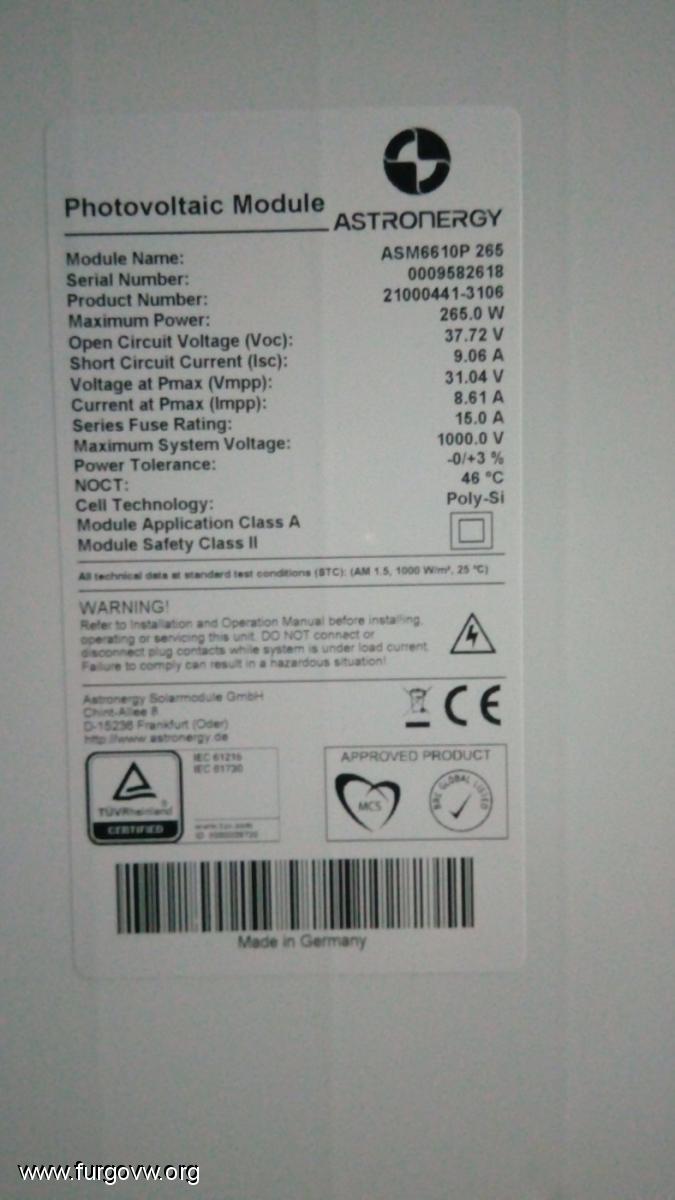 Photovoltaic Module
ASTRONERGY
Module Name: ASM6610P 265
Serial Number: 0009582618
Product Number: 21000441-3106
Maximum Power: 265.0 W
Open Circuit Voltage (Voc): 37.72 V
Short Circuit Current (Isc): 9.06 A
Voltage at Pmax (Vmpp): 31.04 V
Current at Pmax (Impp): 8.61 A
Series Fuse Rating: 15.0 A
Maximum System Voltage: 1000.0 V
Power Tolerance: -0/+3 %
NOCT: 46 °C
Cell Technology: Poly-Si
Module Application Class A
Module Safety Class II
All technical data at standard test conditions (STC): (AM 1.5, 1000 W/m², 25 °C)
WARNING!
Refer to Installation and Operation Manual before installing,
operating or servicing this unit. DO NOT connect or
disconnect plug contacts while system is under load current.
Failure to comply can result in a hazardous situation!
Astronergy Solarmodule GmbH
Chint-Allee 8
D-15236 Frankfurt (Oder)
http://www.astronergy.de
CE
TÜVRheinland
CERTIFIED
IEC 61215
IEC 61730
www.tuv.com
ID
APPROVED PRODUCT
MCS
BRE GLOBAL LISTED
Made in Germany
www.furgovw.org